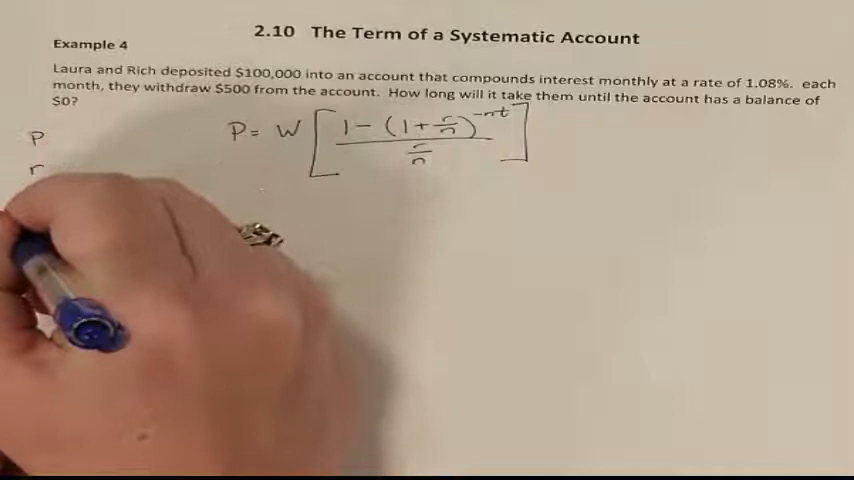 2.10 The Term of a Systematic Account
Example 4
Laura and Rich deposited $100,000 into an account that compounds interest monthly at a rate of 1.08%. each
month, they withdraw $500 from the account. How long will it take them until the account has a balance of
$0?
P = W [ 1 - (1 + r/n)^-nt / r/n ]
P
r